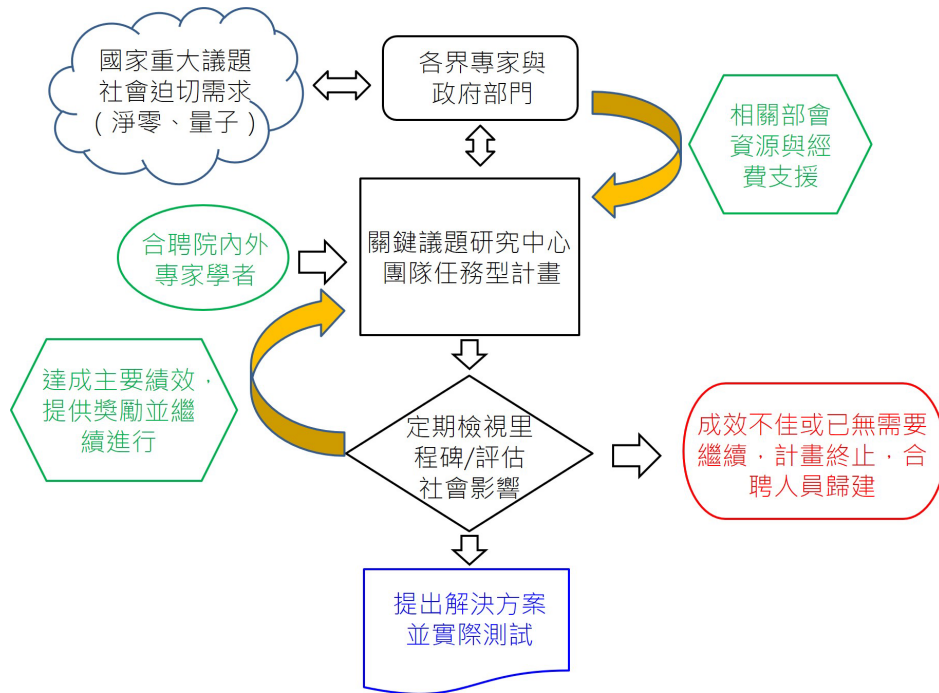 國家重大議題
社會迫切需求
(淨零、量子)
各界專家與
政府部門
相關部會
資源與經
費支援
合聘院內外
專家學者
關鍵議題研究中心
團隊任務型計畫
達成主要績效，
提供獎勵並繼
續進行
定期檢視里
程碑/評估
社會影響
成效不佳或已無需要
繼續，計畫終止，合
聘人員歸建
提出解決方案
並實際測試